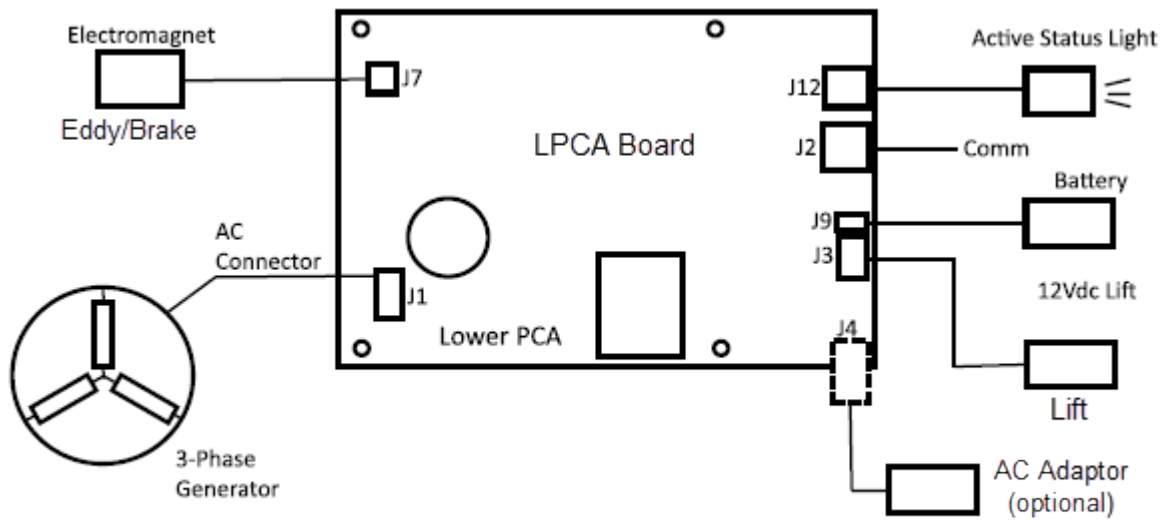 Electromagnet
Eddy/Brake
J7
LPCA Board
J12
Active Status Light
J2
Comm
Battery
J9
J3
12Vdc Lift
AC
Connector
J1
Lower PCA
J4
Lift
3-Phase
Generator
AC Adaptor
(optional)